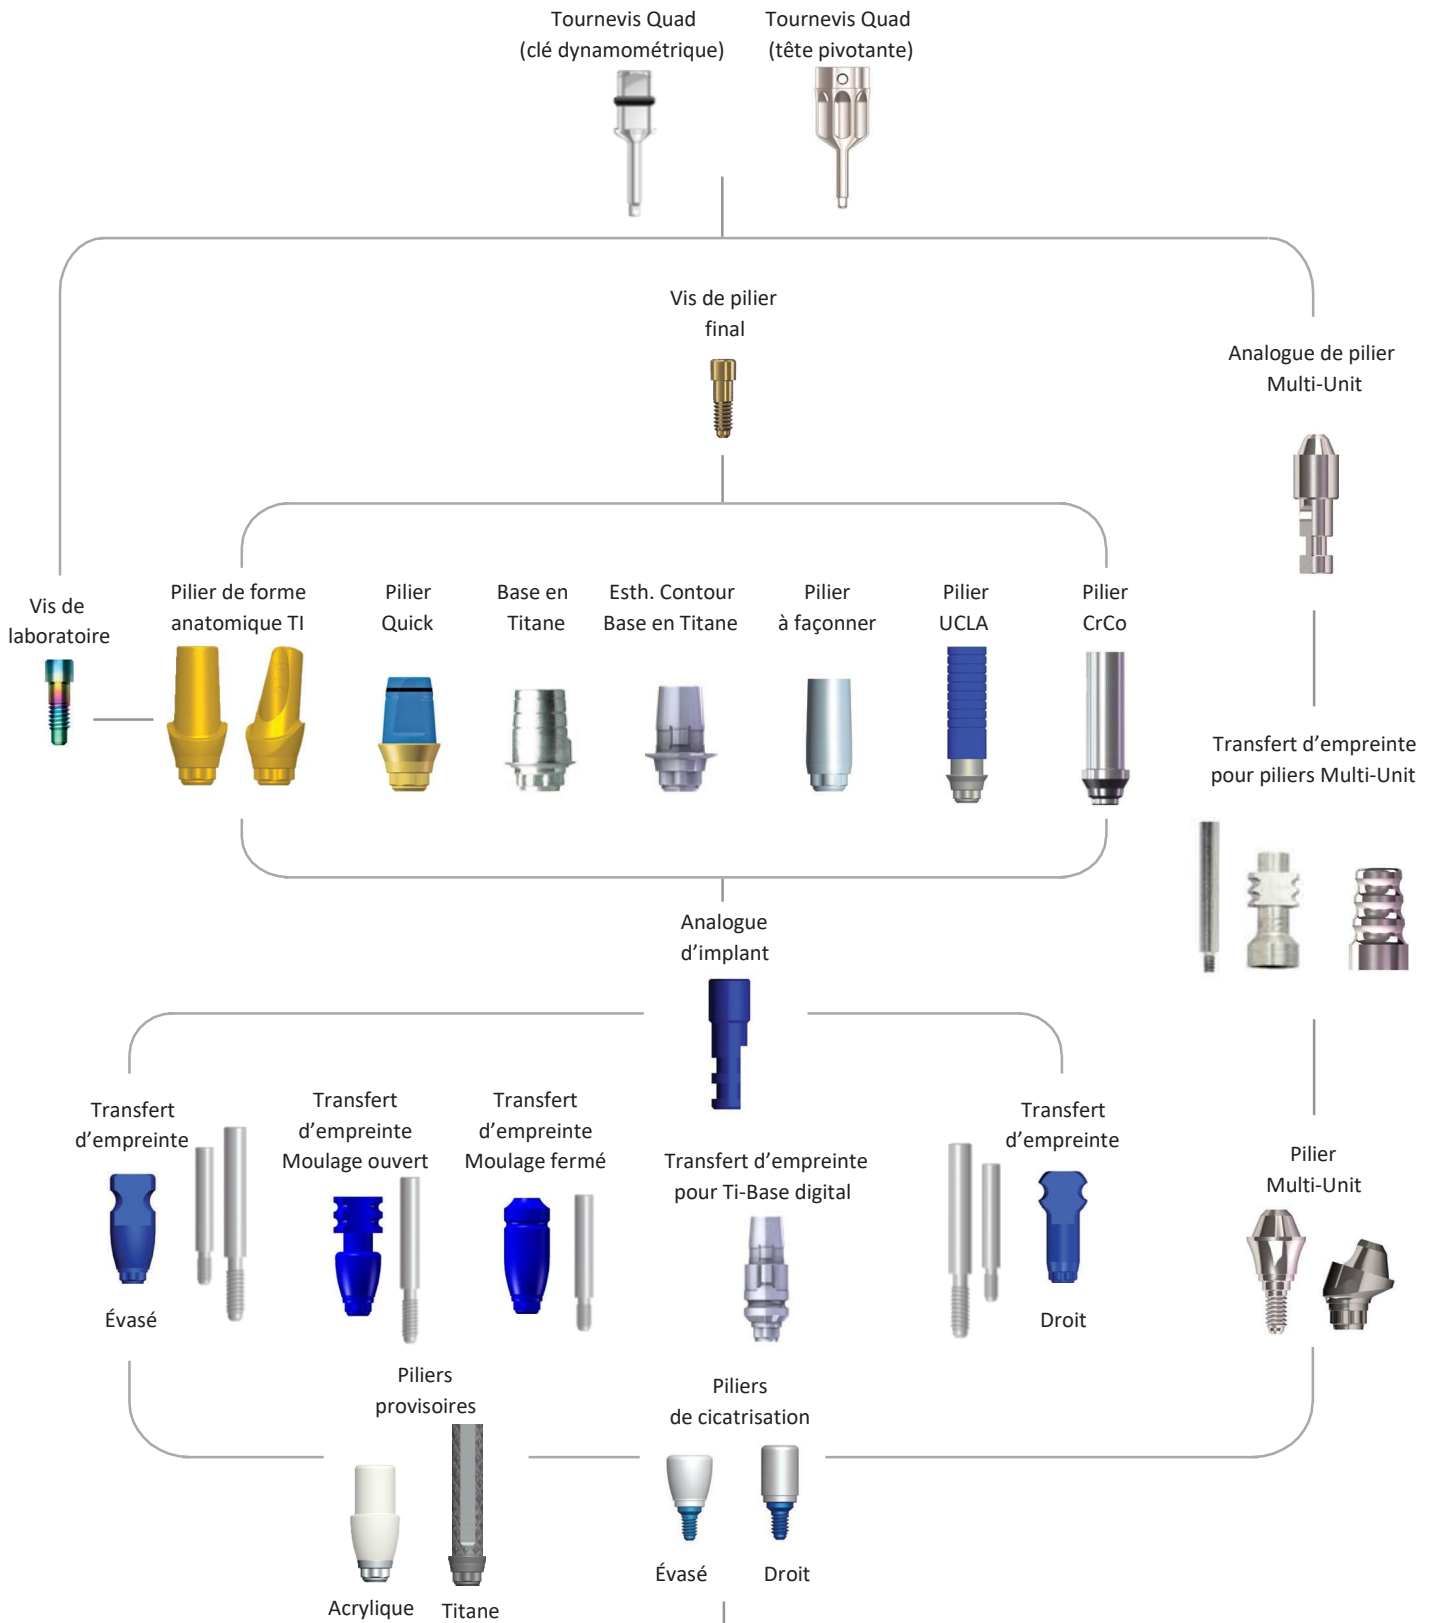 Tournevis Quad
(clé dynamométrique)
Tournevis Quad
(tête pivotante)
Vis de pilier
final
Analogue de pilier
Multi-Unit
Vis de
laboratoire
Pilier de forme
anatomique TI
Pilier
Quick
Base en
Titane
Esth. Contour
Base en Titane
Pilier
à façonner
Pilier
UCLA
Pilier
CrCo
Transfert d’empreinte
pour piliers Multi-Unit
Analogue
d’implant
Transfert
d’empreinte
Évasé
Transfert
d’empreinte
Moulage ouvert
Transfert
d’empreinte
Moulage fermé
Transfert d’empreinte
pour Ti-Base digital
Transfert
d’empreinte
Droit
Pilier
Multi-Unit
Piliers
provisoires
Acrylique
Titane
Piliers
de cicatrisation
Évasé
Droit